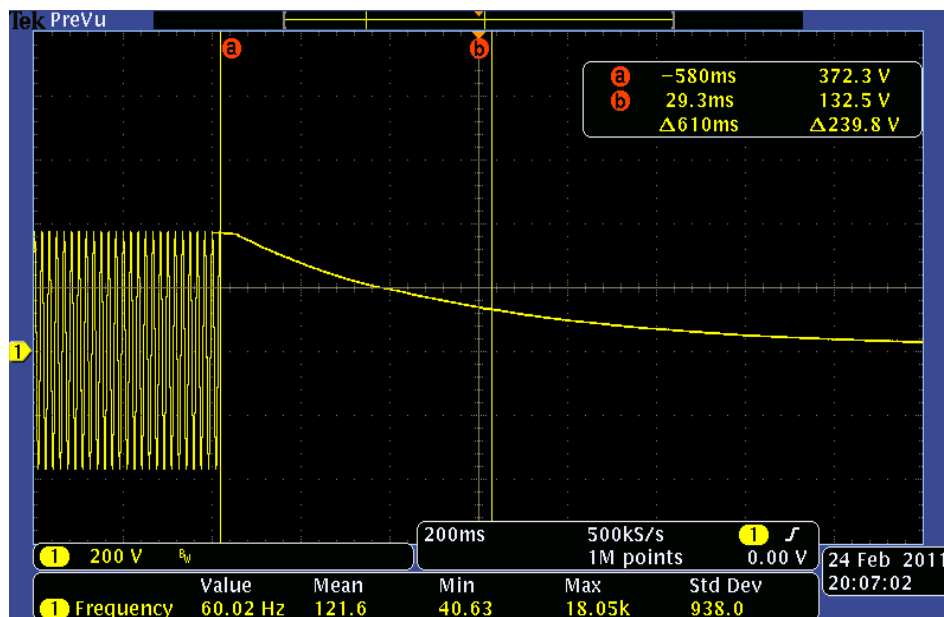 Tek PreVu
a b
a −580ms 372.3 V
b 29.3ms 132.5 V
Δ610ms Δ239.8 V
1
1 200 V BW
200ms 500kS/s 1 ∫
1M points 0.00 V
24 Feb 2011
20:07:02
Value Mean Min Max Std Dev
1 Frequency 60.02 Hz 121.6 40.63 18.05k 938.0